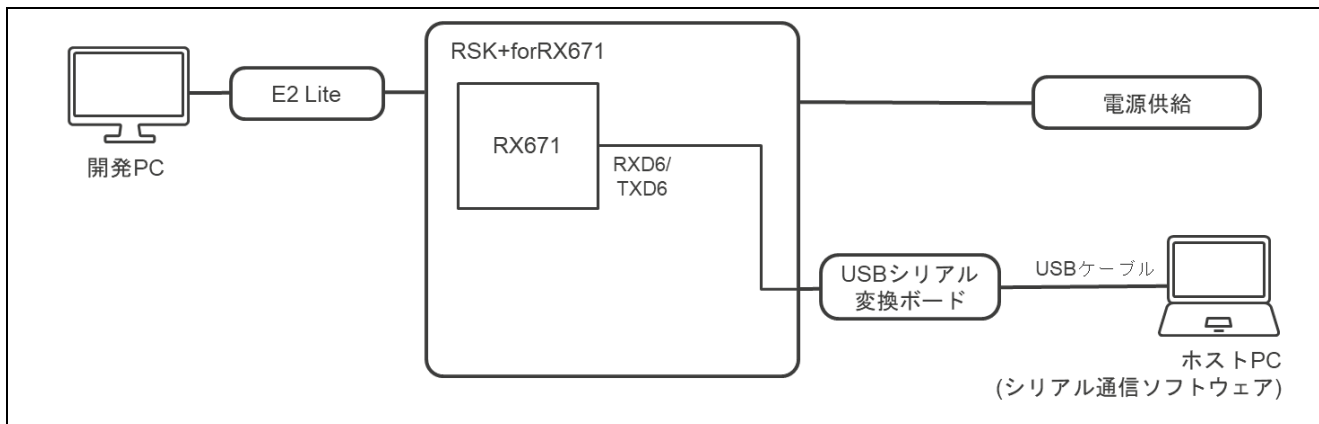 RSK+forRX671
E2 Lite
電源供給
RX671
開発PC
RXD6/
TXD6
USBシリアル
変換ボード
USBケーブル
ホストPC
(シリアル通信ソフトウェア)